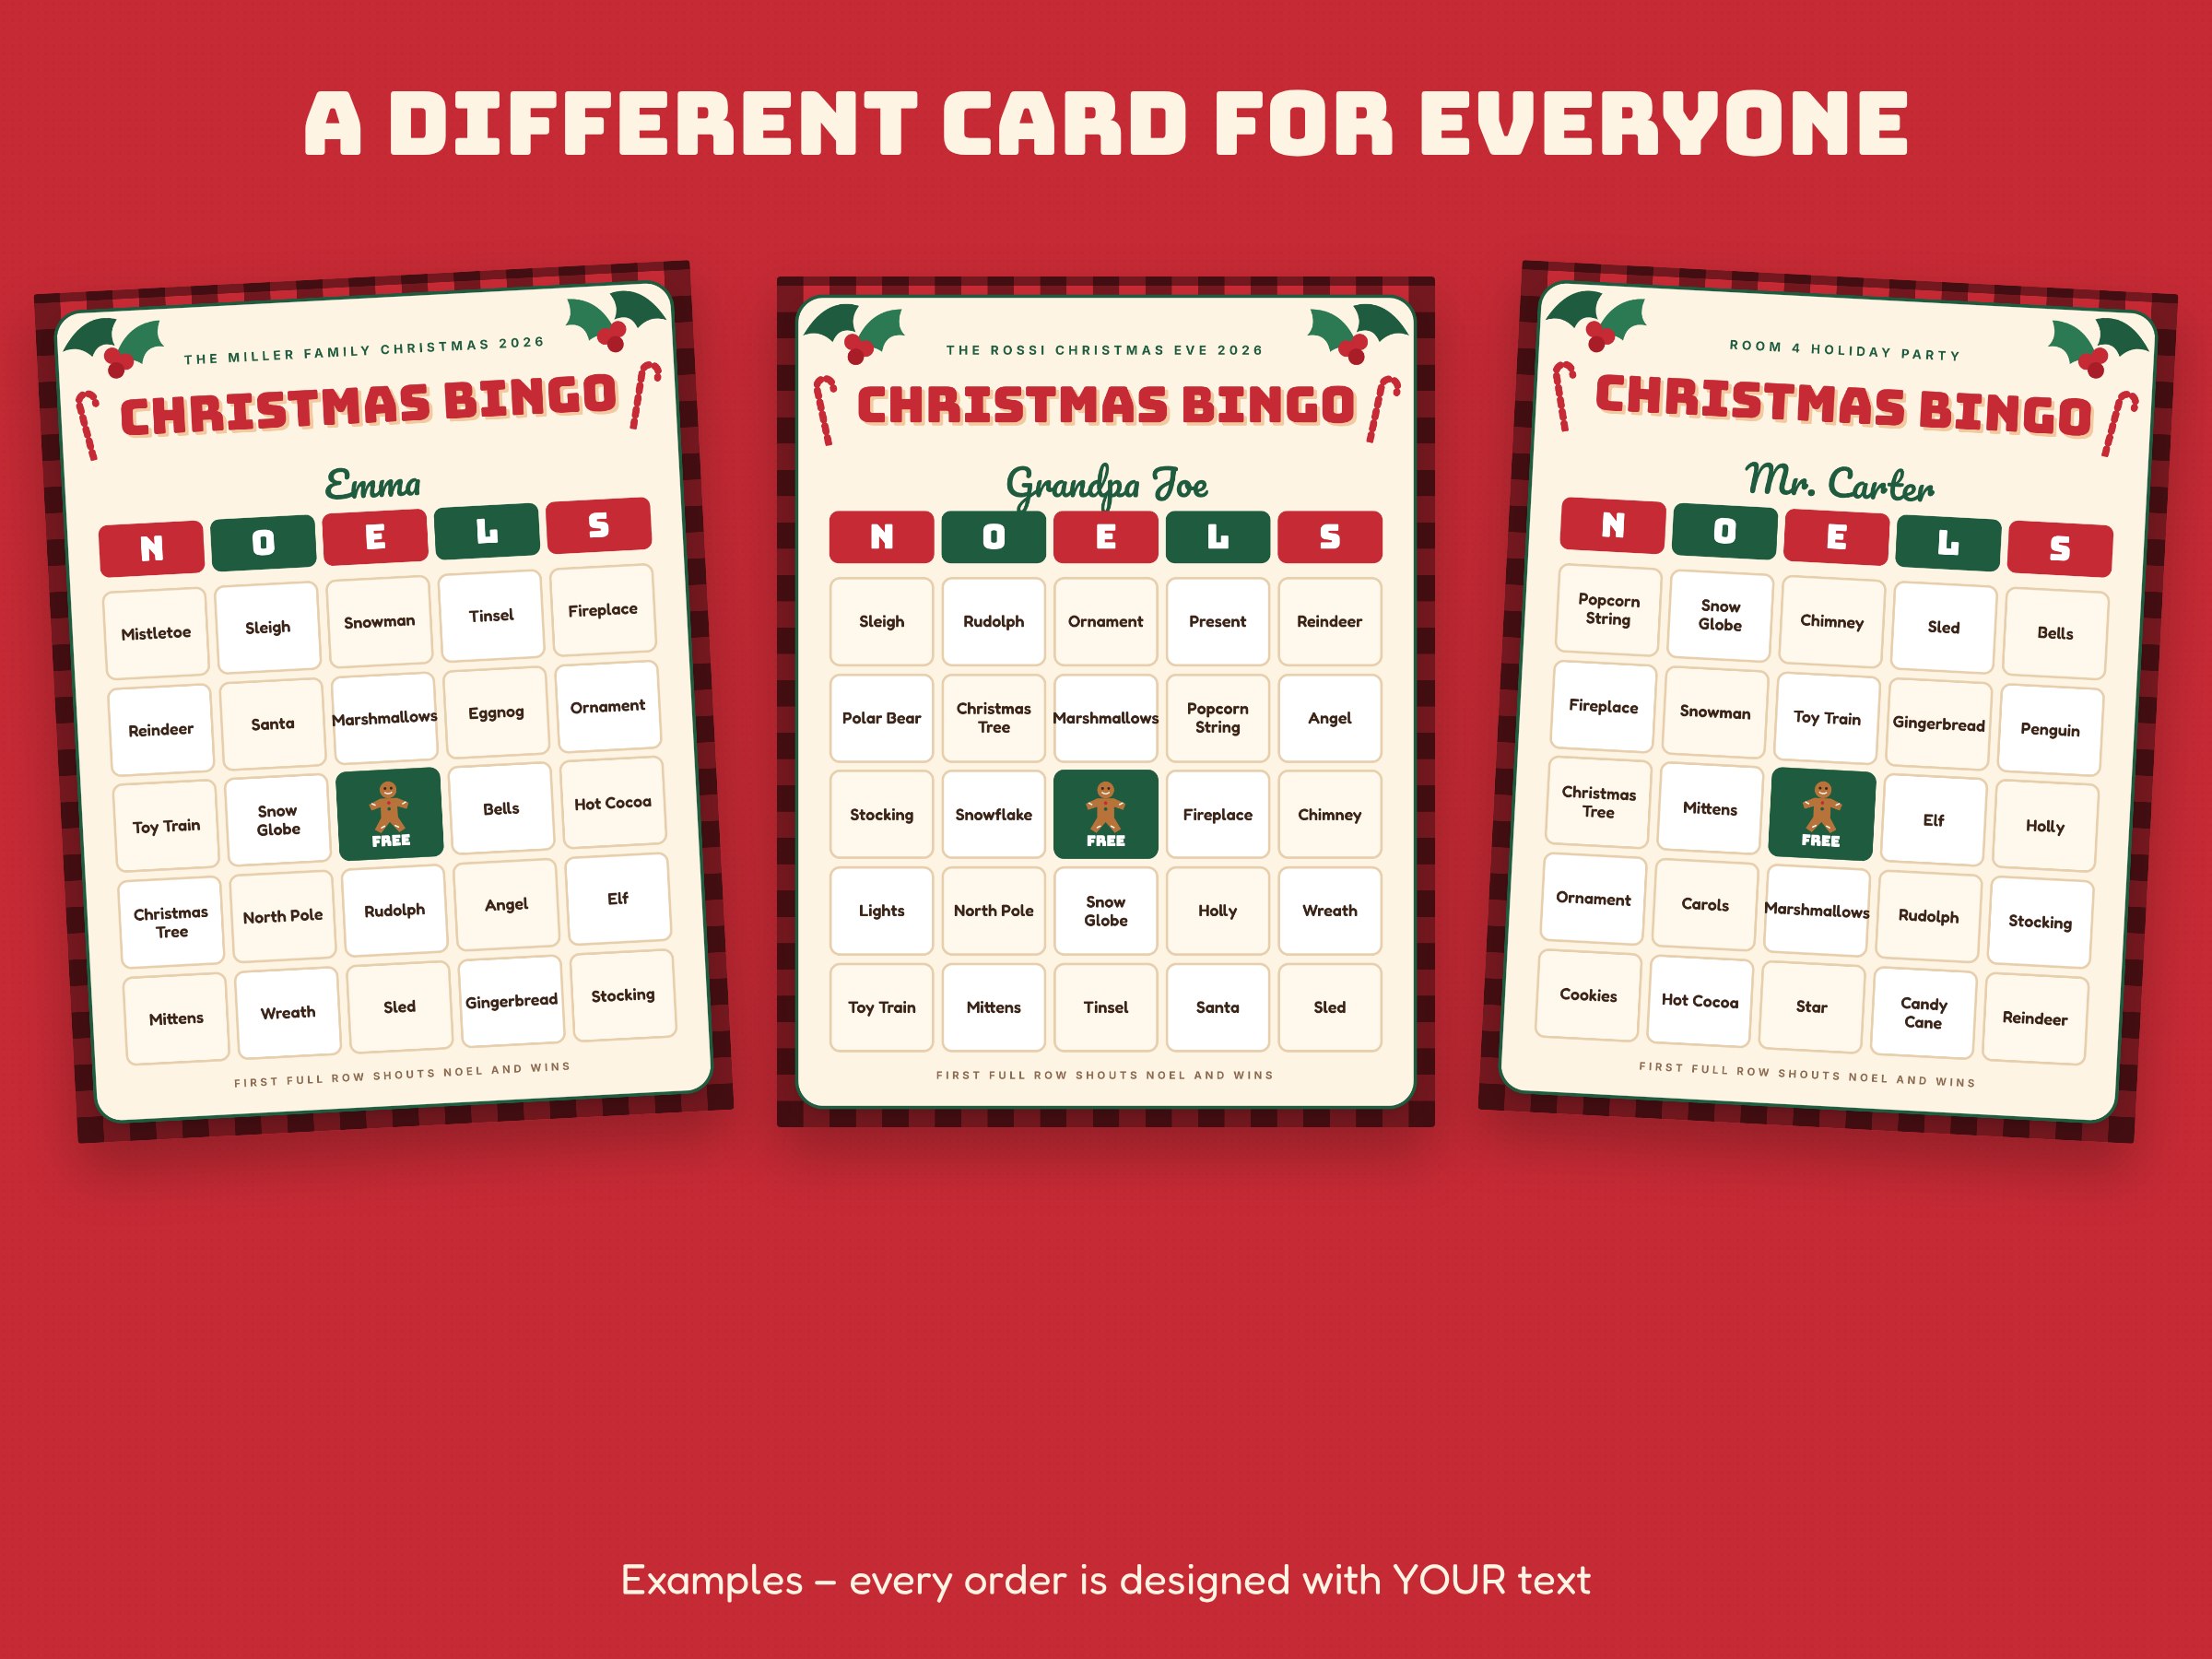 A DIFFERENT CARD FOR EVERYONE
THE MILLER FAMILY CHRISTMAS 2026
CHRISTMAS BINGO
Emma
N O E L S
Mistletoe Sleigh Snowman Tinsel Fireplace
Reindeer Santa Marshmallows Eggnog Ornament
Toy Train Snow Globe FREE Bells Hot Cocoa
Christmas Tree North Pole Rudolph Angel Elf
Mittens Wreath Sled Gingerbread Stocking
FIRST FULL ROW SHOUTS NOEL AND WINS
THE ROSSI CHRISTMAS EVE 2026
CHRISTMAS BINGO
Grandpa Joe
N O E L S
Sleigh Rudolph Ornament Present Reindeer
Polar Bear Christmas Tree Marshmallows Popcorn String Angel
Stocking Snowflake FREE Fireplace Chimney
Lights North Pole Snow Globe Holly Wreath
Toy Train Mittens Tinsel Santa Sled
FIRST FULL ROW SHOUTS NOEL AND WINS
ROOM 4 HOLIDAY PARTY
CHRISTMAS BINGO
Mr. Carter
N O E L S
Popcorn String Snow Globe Chimney Sled Bells
Fireplace Snowman Toy Train Gingerbread Penguin
Christmas Tree Mittens FREE Elf Holly
Ornament Carols Marshmallows Rudolph Stocking
Cookies Hot Cocoa Star Candy Cane Reindeer
FIRST FULL ROW SHOUTS NOEL AND WINS
Examples – every order is designed with YOUR text